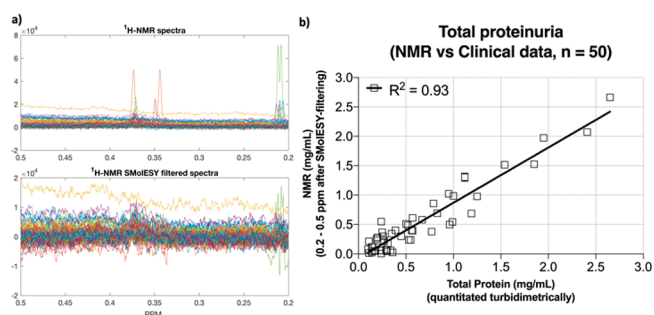 a)
¹H-NMR spectra
8 ×10⁴
6
4
2
0
-2
0.5 0.45 0.4 0.35 0.3 0.25 0.2
¹H-NMR SMolESY filtered spectra
2 ×10⁴
1
0
-1
-2
0.5 0.45 0.4 0.35 0.3 0.25 0.2
PPM
b)
Total proteinuria
(NMR vs Clinical data, n = 50)
R² = 0.93
NMR (mg/mL)
(0.2 - 0.5 ppm after SMolESY-filtering)
3.0
2.5
2.0
1.5
1.0
0.5
0.0
0.0 0.5 1.0 1.5 2.0 2.5 3.0
Total Protein (mg/mL)
(quantitated turbidimetrically)